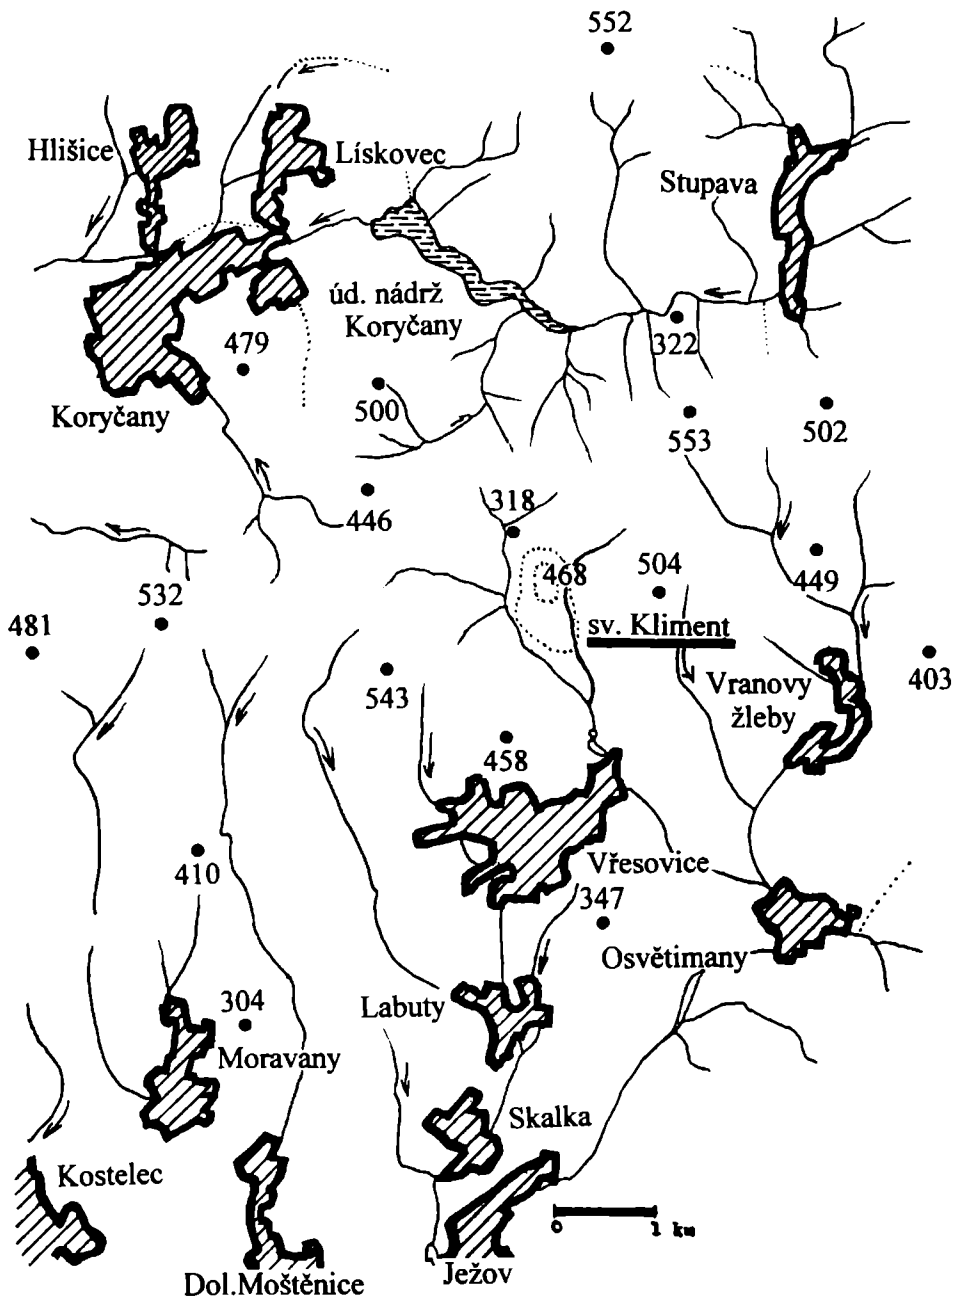 552
Hlišice
Lískovec
Stupava
úd. nádrž
Koryčany
322
479
500
Koryčany
553
502
446
318
532
468
504
449
481
sv. Kliment
543
Vranovy
žleby
403
458
410
Vřesovice
347
Osvětimany
304
Labuty
Moravany
Skalka
Kostelec
0 1 km
Dol.Moštěnice
Ježov